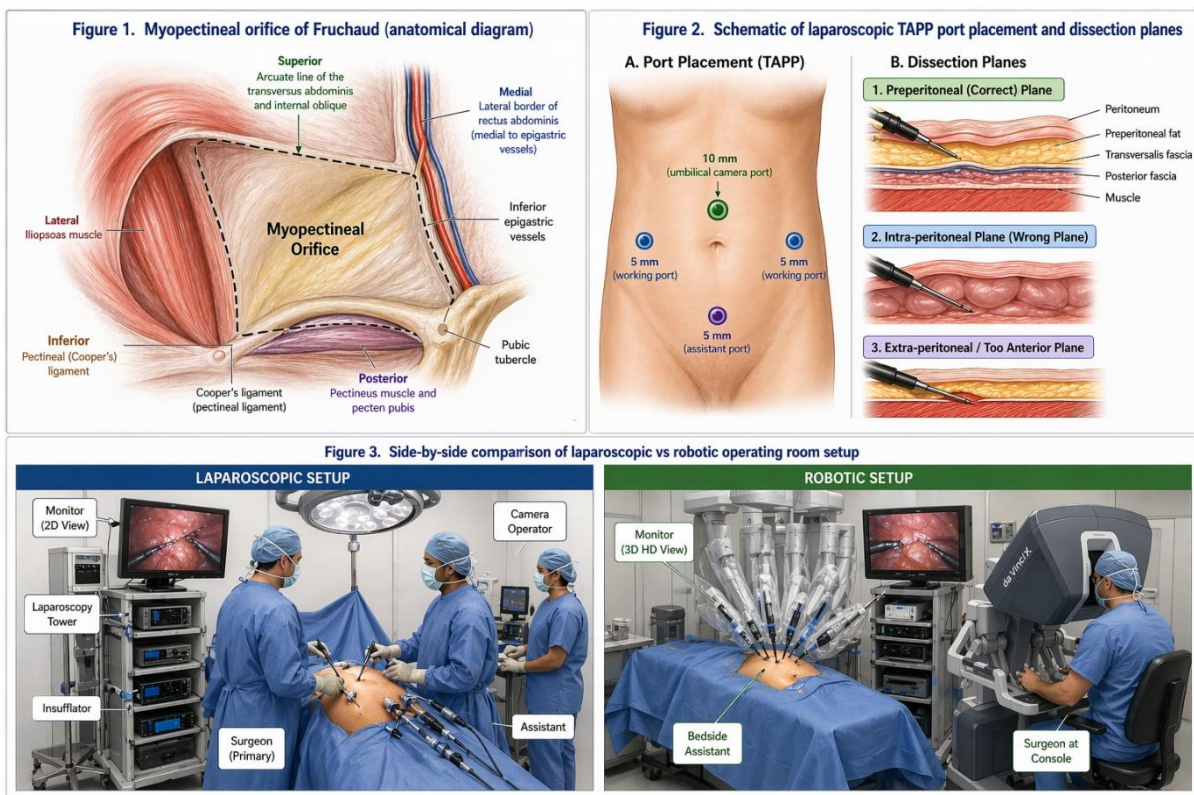 Figure 1. Myopectineal orifice of Fruchaud (anatomical diagram)
Superior
Arcuate line of the
transversus abdominis
and internal oblique
Medial
Lateral border of
rectus abdominis
(medial to epigastric
vessels)
Lateral
Iliopsoas muscle
Myopectineal
Orifice
Inferior
epigastric
vessels
Inferior
Pectineal (Cooper's)
ligament
Cooper's ligament
(pectineal ligament)
Posterior
Pectineus muscle and
pecten pubis
Pubic
tubercle
Figure 2. Schematic of laparoscopic TAPP port placement and dissection planes
A. Port Placement (TAPP)
10 mm
(umbilical camera port)
5 mm
(working port)
5 mm
(working port)
5 mm
(assistant port)
B. Dissection Planes
1. Preperitoneal (Correct) Plane
Peritoneum
Preperitoneal fat
Transversalis fascia
Posterior fascia
Muscle
2. Intra-peritoneal Plane (Wrong Plane)
3. Extra-peritoneal / Too Anterior Plane
Figure 3. Side-by-side comparison of laparoscopic vs robotic operating room setup
LAPAROSCOPIC SETUP
Monitor
(2D View)
Camera
Operator
Laparoscopy
Tower
Insufflator
Surgeon
(Primary)
Assistant
ROBOTIC SETUP
Monitor
(3D HD View)
da vinci X
Bedside
Assistant
Surgeon at
Console